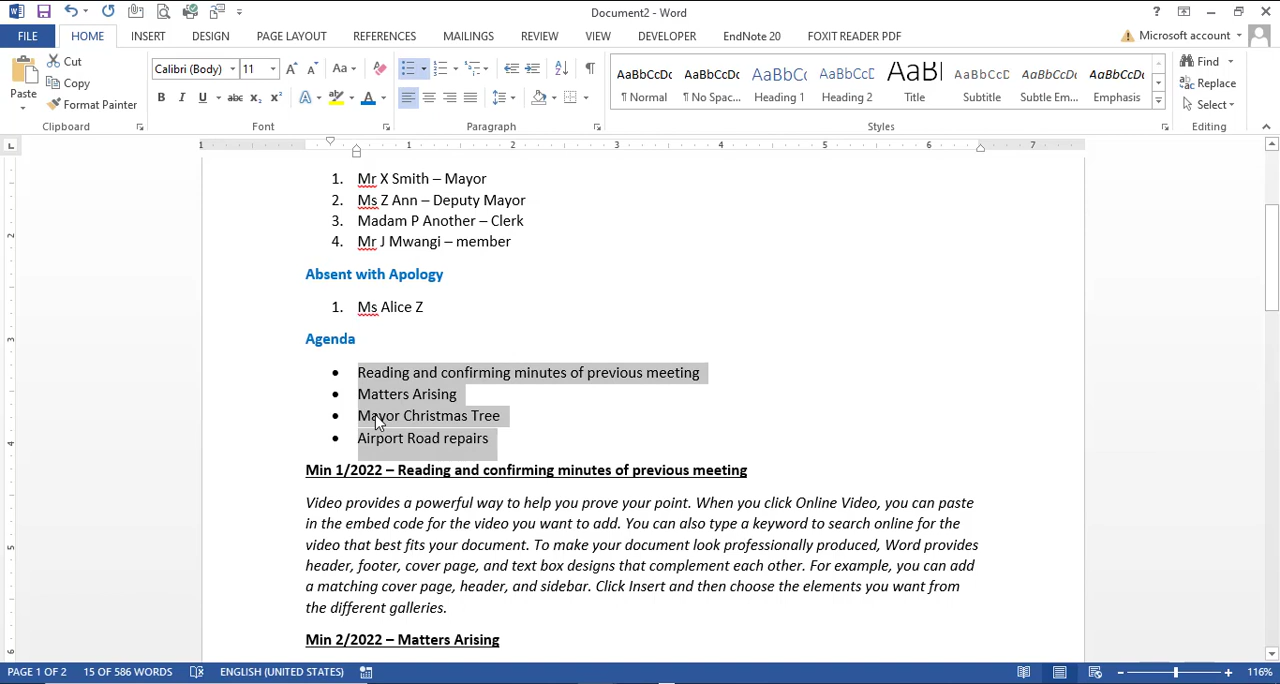 Document2 - Word
?
FILE HOME INSERT DESIGN PAGE LAYOUT REFERENCES MAILINGS REVIEW VIEW DEVELOPER EndNote 20 FOXIT READER PDF Microsoft account
Paste
Cut
Copy
Format Painter
Clipboard
Calibri (Body) 11
Font
Paragraph
AaBbCcDc AaBbCcDc AaBbCc AaBbCcC AaBl AaBbCcD AaBbCcDc AaBbCcDc
¶ Normal ¶ No Spac... Heading 1 Heading 2 Title Subtitle Subtle Em... Emphasis
Styles
Find
Replace
Select
Editing
1 1 2 3 4 5 6 7
1. Mr X Smith – Mayor
2. Ms Z Ann – Deputy Mayor
3. Madam P Another – Clerk
4. Mr J Mwangi – member
Absent with Apology
1. Ms Alice Z
Agenda
• Reading and confirming minutes of previous meeting
• Matters Arising
• Mayor Christmas Tree
• Airport Road repairs
Min 1/2022 – Reading and confirming minutes of previous meeting
Video provides a powerful way to help you prove your point. When you click Online Video, you can paste
in the embed code for the video you want to add. You can also type a keyword to search online for the
video that best fits your document. To make your document look professionally produced, Word provides
header, footer, cover page, and text box designs that complement each other. For example, you can add
a matching cover page, header, and sidebar. Click Insert and then choose the elements you want from
the different galleries.
Min 2/2022 – Matters Arising
PAGE 1 OF 2 15 OF 586 WORDS ENGLISH (UNITED STATES) 116%